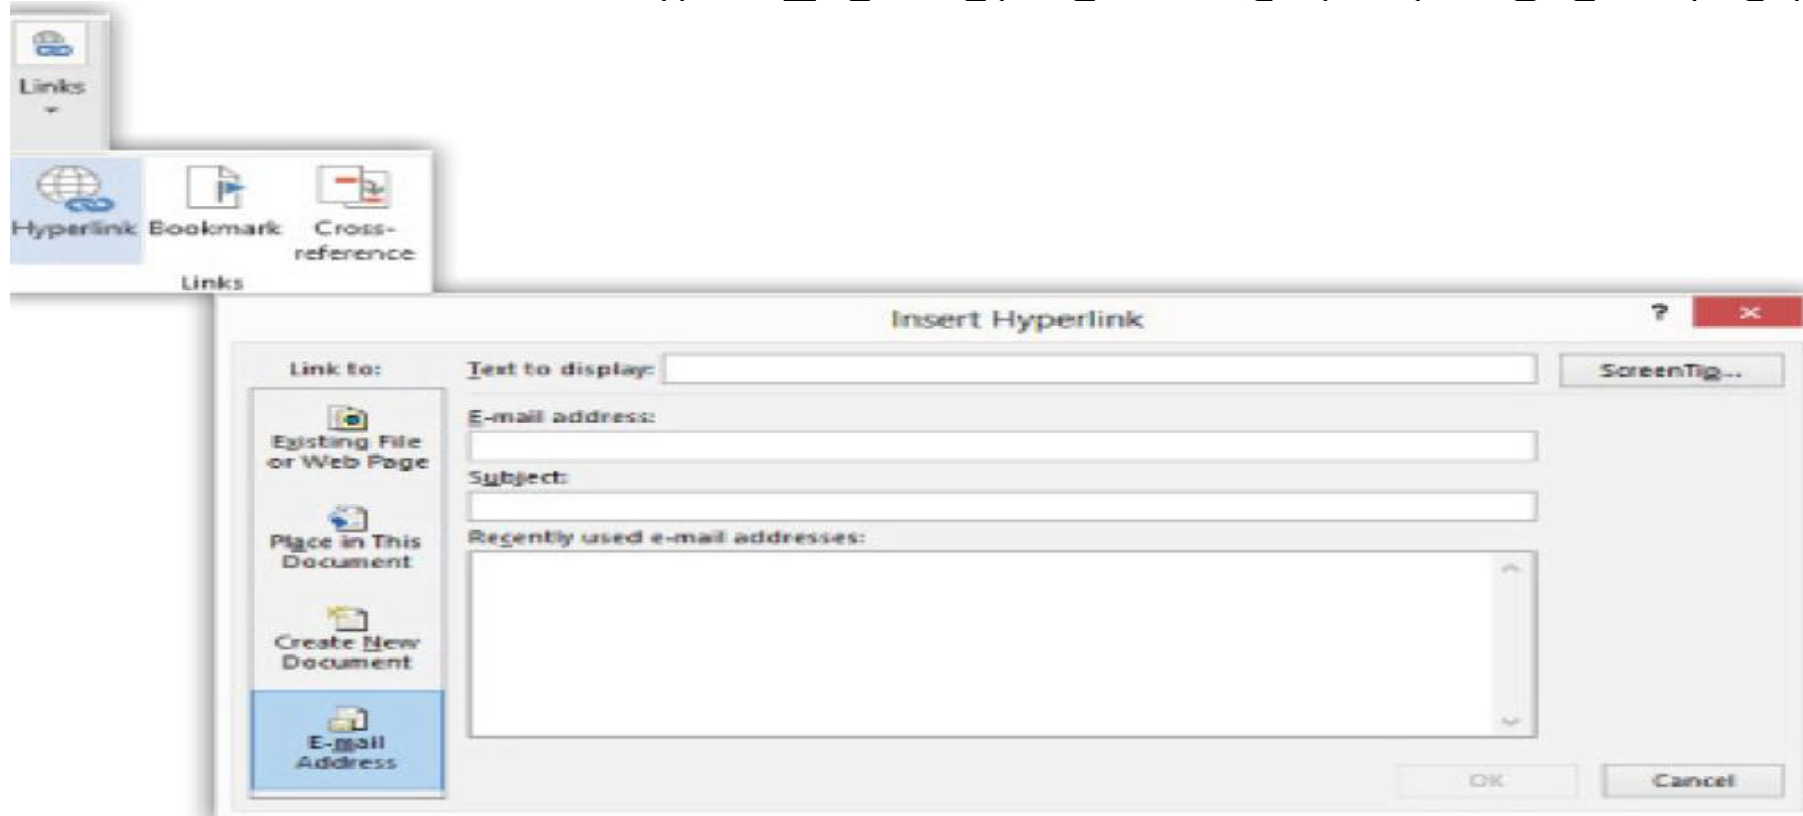 Links
Hyperlink Bookmark Cross-
reference
Links
Insert Hyperlink
?
Link to:
Text to display:
ScreenTip...
Existing File
or Web Page
E-mail address:
Subject:
Place in This
Document
Recently used e-mail addresses:
Create New
Document
E-mail
Address
OK
Cancel